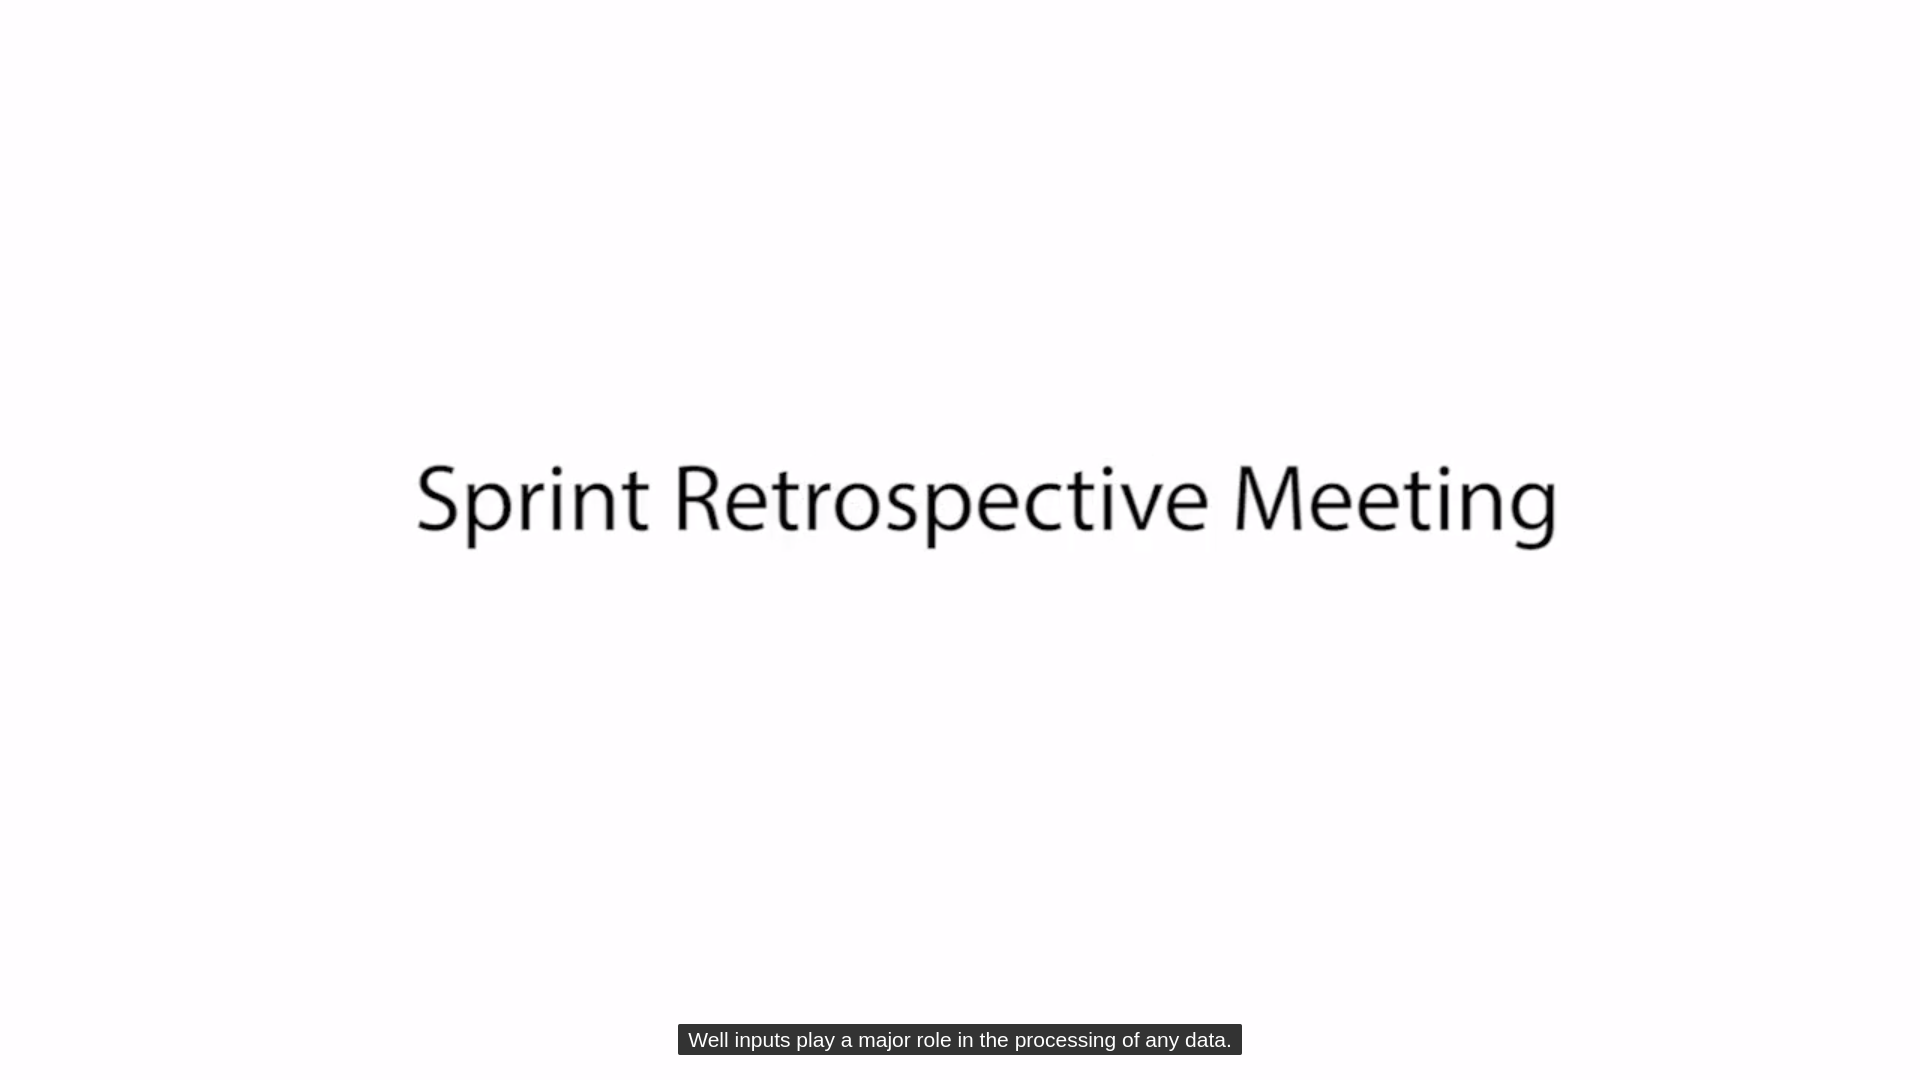 Sprint Retrospective Meeting
Well inputs play a major role in the processing of any data.